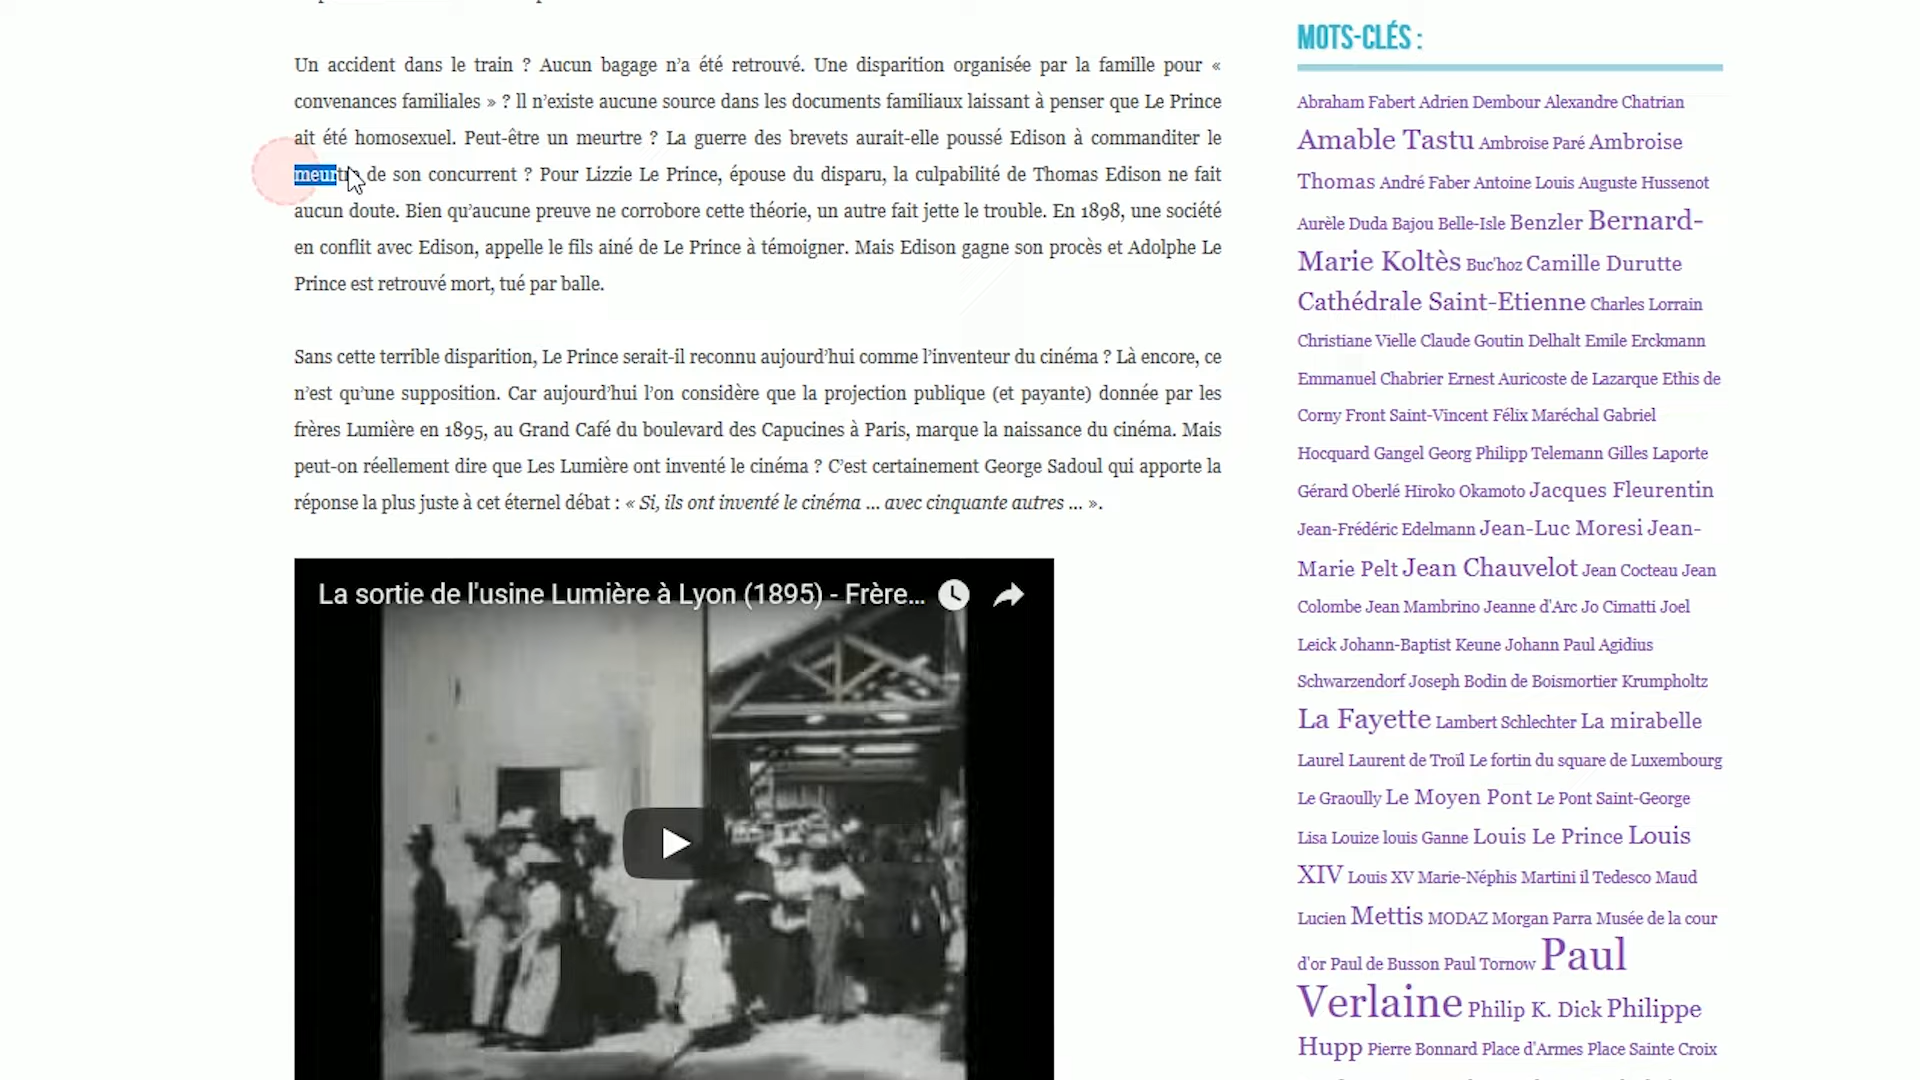 Un accident dans le train ? Aucun bagage n’a été retrouvé. Une disparition organisée par la famille pour «
convenances familiales » ? ll n’existe aucune source dans les documents familiaux laissant à penser que Le Prince
ait été homosexuel. Peut-être un meurtre ? La guerre des brevets aurait-elle poussé Edison à commanditer le
meurtre de son concurrent ? Pour Lizzie Le Prince, épouse du disparu, la culpabilité de Thomas Edison ne fait
aucun doute. Bien qu’aucune preuve ne corrobore cette théorie, un autre fait jette le trouble. En 1898, une société
en conflit avec Edison, appelle le fils ainé de Le Prince à témoigner. Mais Edison gagne son procès et Adolphe Le
Prince est retrouvé mort, tué par balle.
Sans cette terrible disparition, Le Prince serait-il reconnu aujourd’hui comme l’inventeur du cinéma ? Là encore, ce
n’est qu’une supposition. Car aujourd’hui l’on considère que la projection publique (et payante) donnée par les
frères Lumière en 1895, au Grand Café du boulevard des Capucines à Paris, marque la naissance du cinéma. Mais
peut-on réellement dire que Les Lumière ont inventé le cinéma ? C’est certainement George Sadoul qui apporte la
réponse la plus juste à cet éternel débat : « Si, ils ont inventé le cinéma ... avec cinquante autres ... ».
La sortie de l'usine Lumière à Lyon (1895) - Frère...
MOTS-CLÉS :
Abraham Fabert Adrien Dembour Alexandre Chatrian
Amable Tastu Ambroise Paré Ambroise
Thomas André Faber Antoine Louis Auguste Hussenot
Aurèle Duda Bajou Belle-Isle Benzler Bernard-
Marie Koltès Buc'hoz Camille Durutte
Cathédrale Saint-Etienne Charles Lorrain
Christiane Vielle Claude Goutin Delhalt Emile Erckmann
Emmanuel Chabrier Ernest Auricoste de Lazarque Ethis de
Corny Front Saint-Vincent Félix Maréchal Gabriel
Hocquard Gangel Georg Philipp Telemann Gilles Laporte
Gérard Oberlé Hiroko Okamoto Jacques Fleurentin
Jean-Frédéric Edelmann Jean-Luc Moresi Jean-
Marie Pelt Jean Chauvelot Jean Cocteau Jean
Colombe Jean Mambrino Jeanne d'Arc Jo Cimatti Joel
Leick Johann-Baptist Keune Johann Paul Agidius
Schwarzendorf Joseph Bodin de Boismortier Krumpholtz
La Fayette Lambert Schlechter La mirabelle
Laurel Laurent de Troïl Le fortin du square de Luxembourg
Le Graoully Le Moyen Pont Le Pont Saint-George
Lisa Louize louis Ganne Louis Le Prince Louis
XIV Louis XV Marie-Néphis Martini il Tedesco Maud
Lucien Mettis MODAZ Morgan Parra Musée de la cour
d'or Paul de Busson Paul Tornow Paul
Verlaine Philip K. Dick Philippe
Hupp Pierre Bonnard Place d'Armes Place Sainte Croix